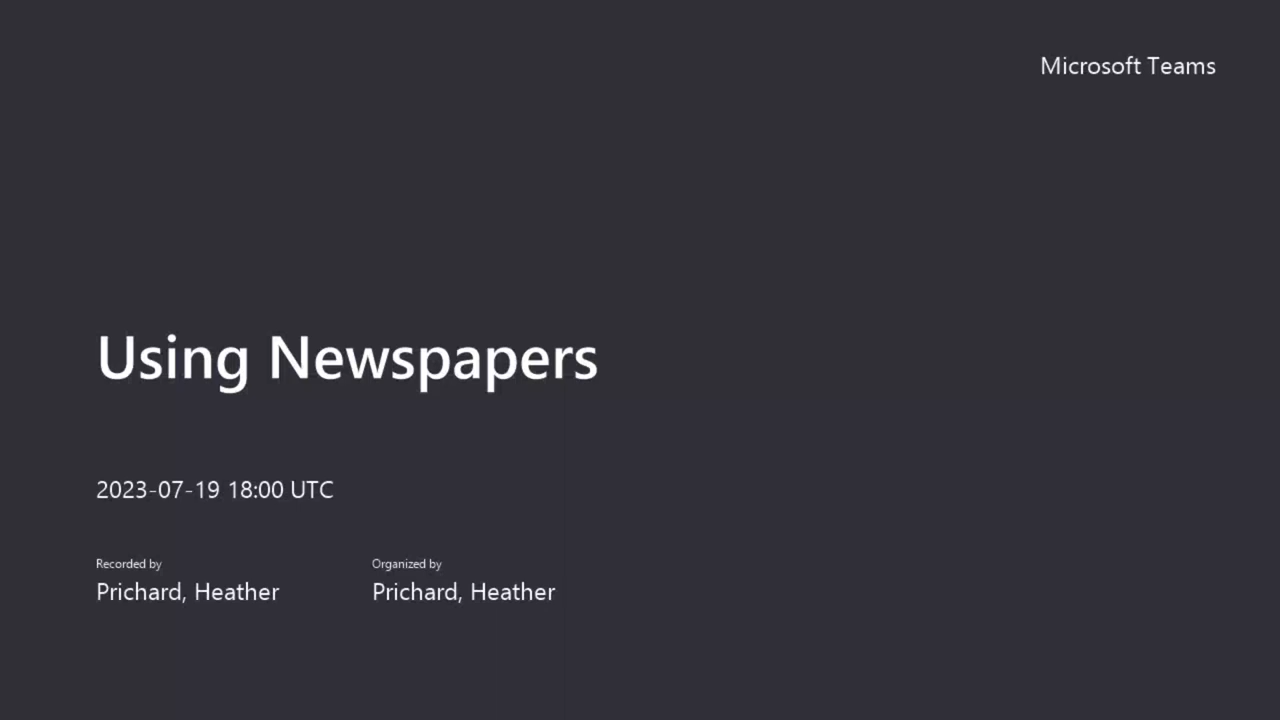 Microsoft Teams
Using Newspapers
2023-07-19 18:00 UTC
Recorded by
Prichard, Heather
Organized by
Prichard, Heather